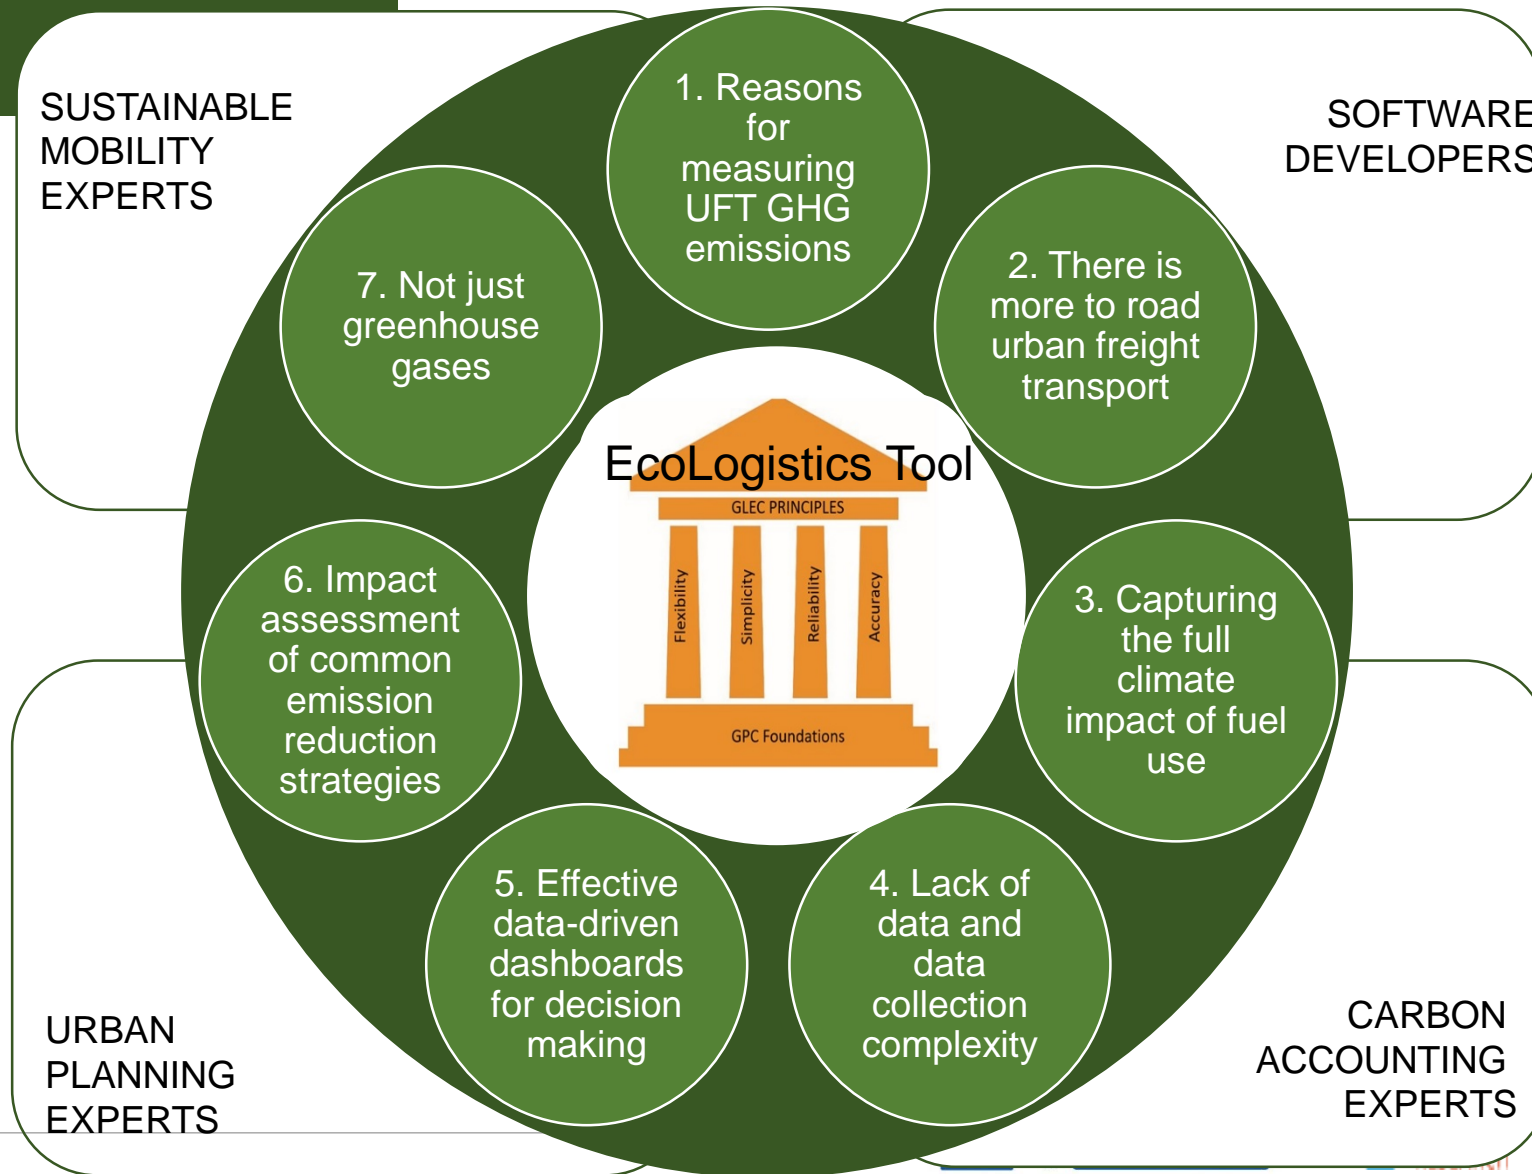 SUSTAINABLE
MOBILITY
EXPERTS
SOFTWARE
DEVELOPERS
1. Reasons
for
measuring
UFT GHG
emissions
2. There is
more to road
urban freight
transport
3. Capturing
the full
climate
impact of fuel
use
4. Lack of
data and
data
collection
complexity
5. Effective
data-driven
dashboards
for decision
making
6. Impact
assessment
of common
emission
reduction
strategies
7. Not just
greenhouse
gases
EcoLogistics Tool
GLEC PRINCIPLES
Flexibility
Simplicity
Reliability
Accuracy
GPC Foundations
URBAN
PLANNING
EXPERTS
CARBON
ACCOUNTING
EXPERTS